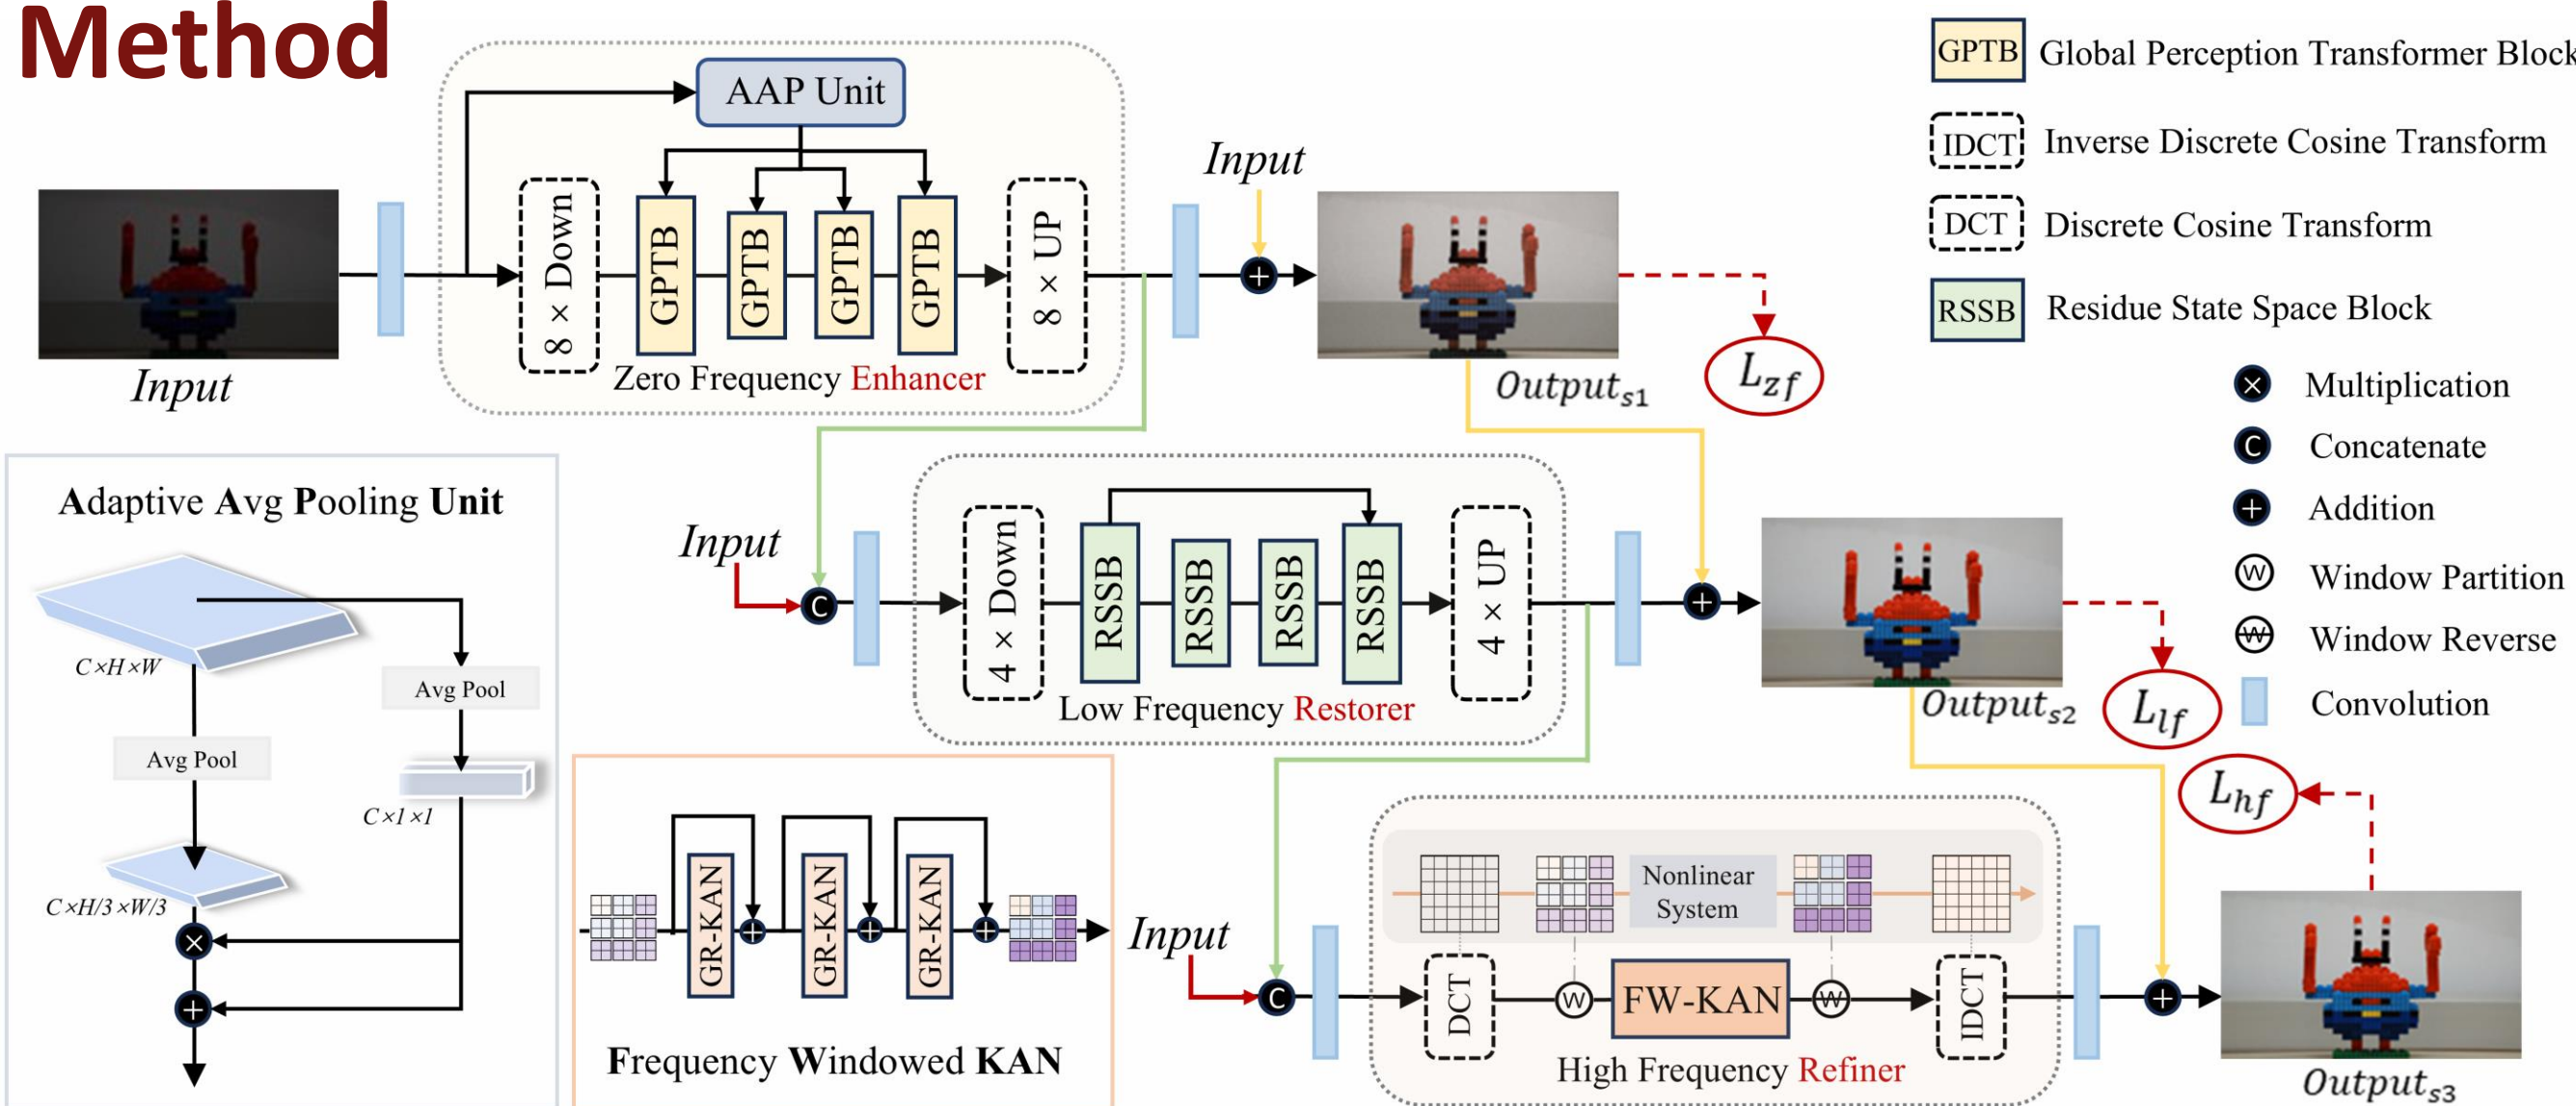 Method
AAP Unit
8 × Down
GPTB
GPTB
GPTB
GPTB
8 × UP
Zero Frequency Enhancer
Input
Input
Output_s1
L_zf
GPTB Global Perception Transformer Block
IDCT Inverse Discrete Cosine Transform
DCT Discrete Cosine Transform
RSSB Residue State Space Block
× Multiplication
C Concatenate
+ Addition
W Window Partition
W Window Reverse
Convolution
Adaptive Avg Pooling Unit
C×H×W
Avg Pool
Avg Pool
C×1×1
C×H/3×W/3
×
+
Input
C
4 × Down
RSSB
RSSB
RSSB
RSSB
4 × UP
Low Frequency Restorer
+
Output_s2
L_lf
GR-KAN
+
GR-KAN
+
GR-KAN
+
Frequency Windowed KAN
Input
C
Nonlinear
System
DCT
W
FW-KAN
W
IDCT
High Frequency Refiner
+
L_hf
Output_s3